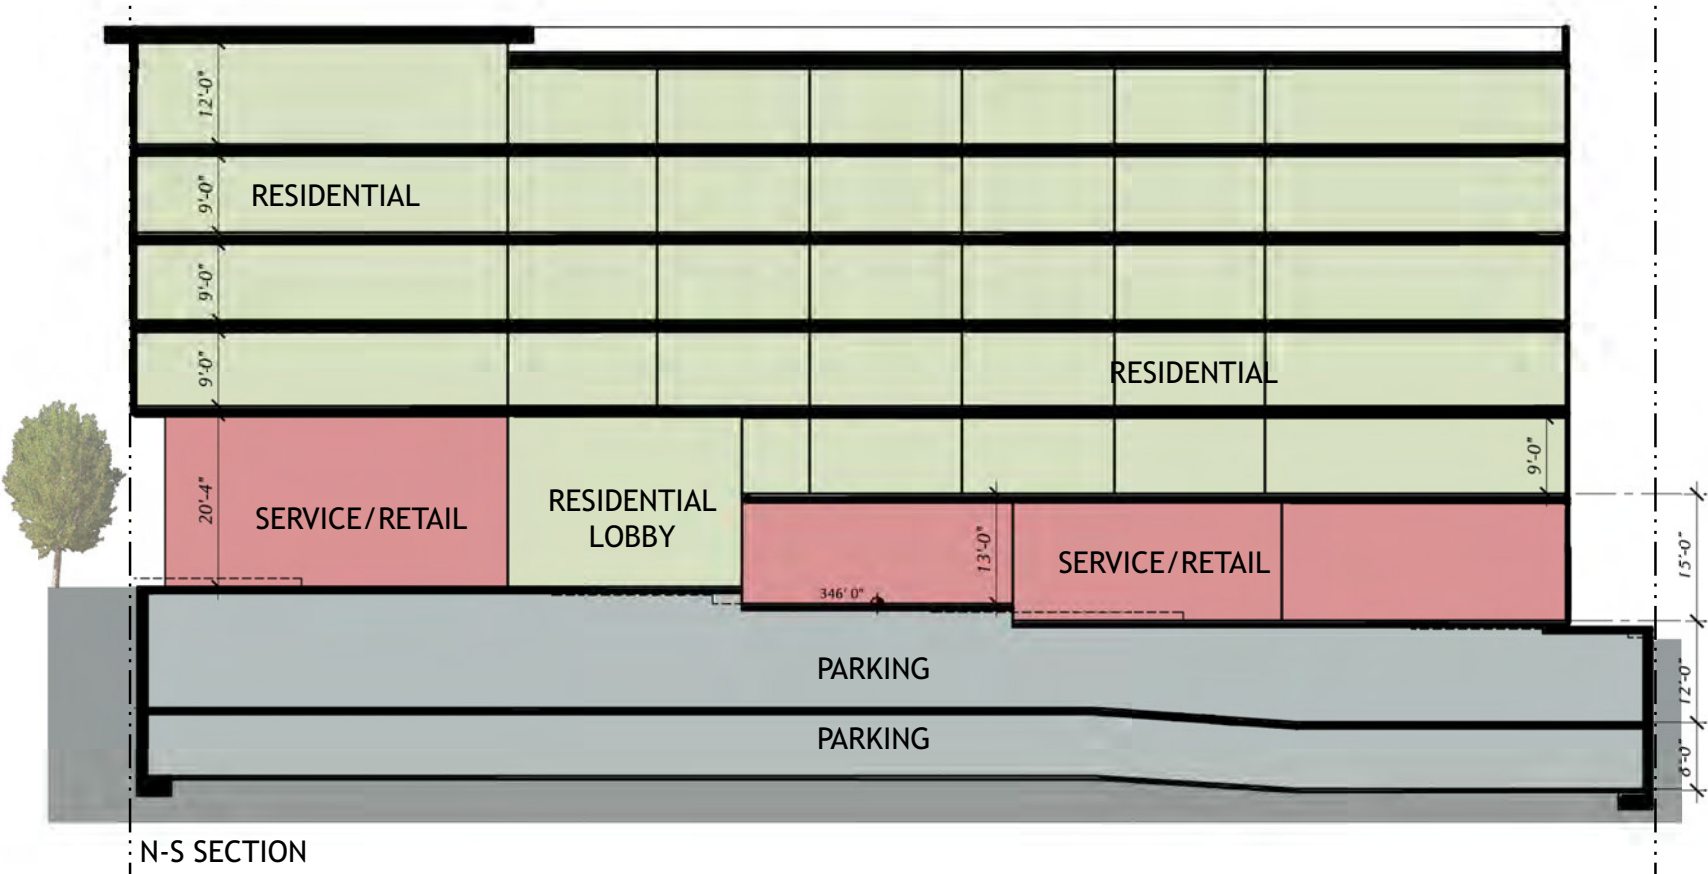 12'-0"
9'-0"
RESIDENTIAL
9'-0"
9'-0"
RESIDENTIAL
20'-4"
SERVICE/RETAIL
RESIDENTIAL
LOBBY
9'-0"
13'-0"
SERVICE/RETAIL
15'-0"
346' 0"
PARKING
12'-0"
PARKING
8'-0"
N-S SECTION